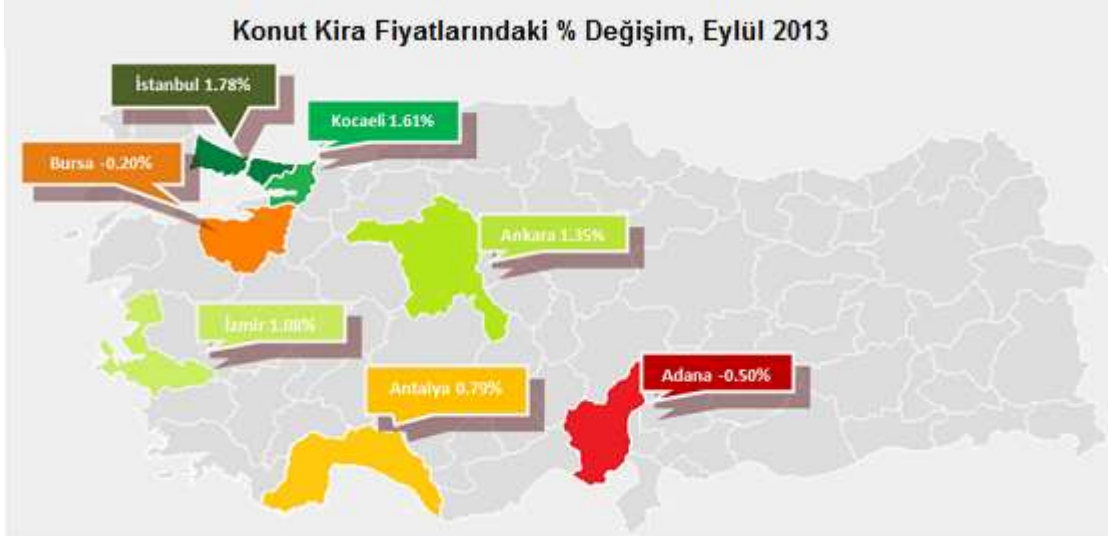 Konut Kira Fiyatlarındaki % Değişim, Eylül 2013
İstanbul 1.78%
Kocaeli 1.61%
Bursa -0.20%
Ankara 1.35%
İzmir 1.08%
Antalya 0.79%
Adana -0.50%